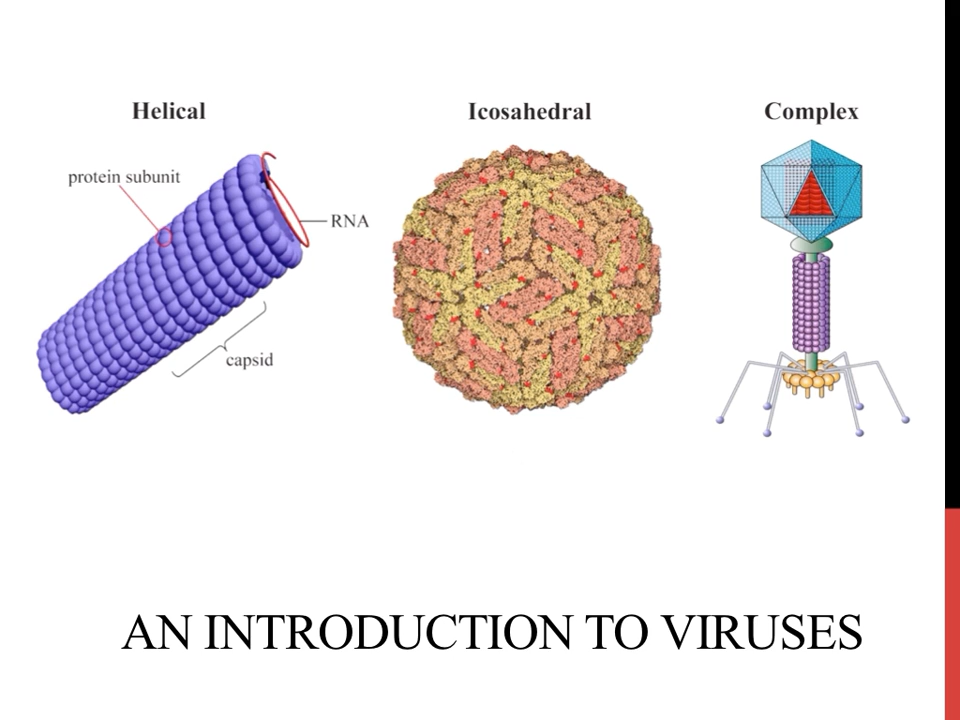 Helical
Icosahedral
Complex
protein subunit
RNA
capsid
AN INTRODUCTION TO VIRUSES